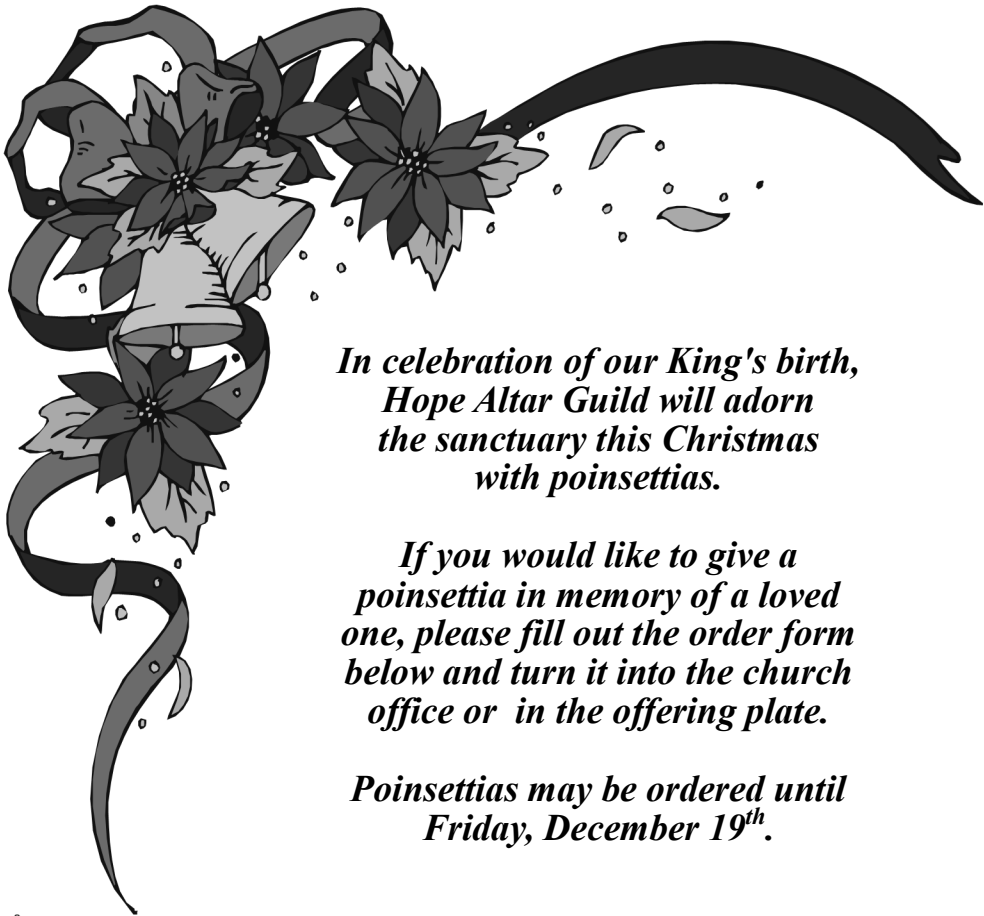 In celebration of our King's birth,
Hope Altar Guild will adorn
the sanctuary this Christmas
with poinsettias.
If you would like to give a
poinsettia in memory of a loved
one, please fill out the order form
below and turn it into the church
office or  in the offering plate.
Poinsettias may be ordered until
Friday, December 19th.